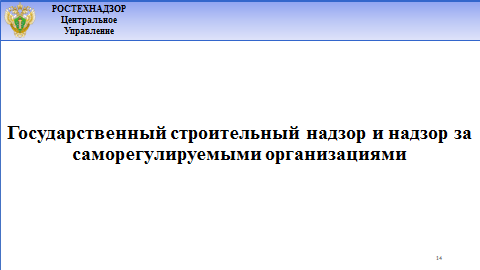 РОСТЕХНАДЗОР
Центральное
Управление
Государственный строительный надзор и надзор за
саморегулируемыми организациями
14